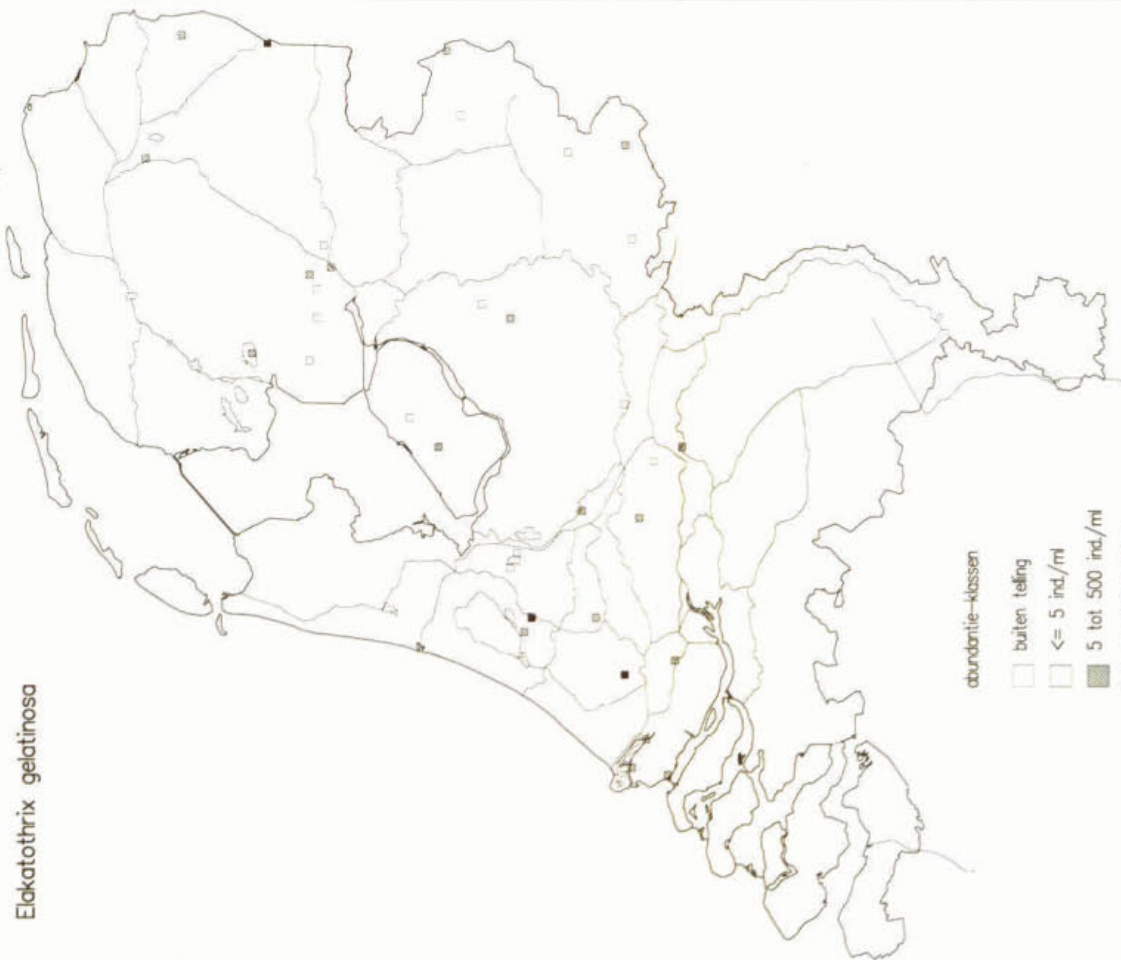 Elakatothrix gelatinosa
abundantie-klassen
buiten telling
<= 5 ind./ml
5 tot 500 ind./ml